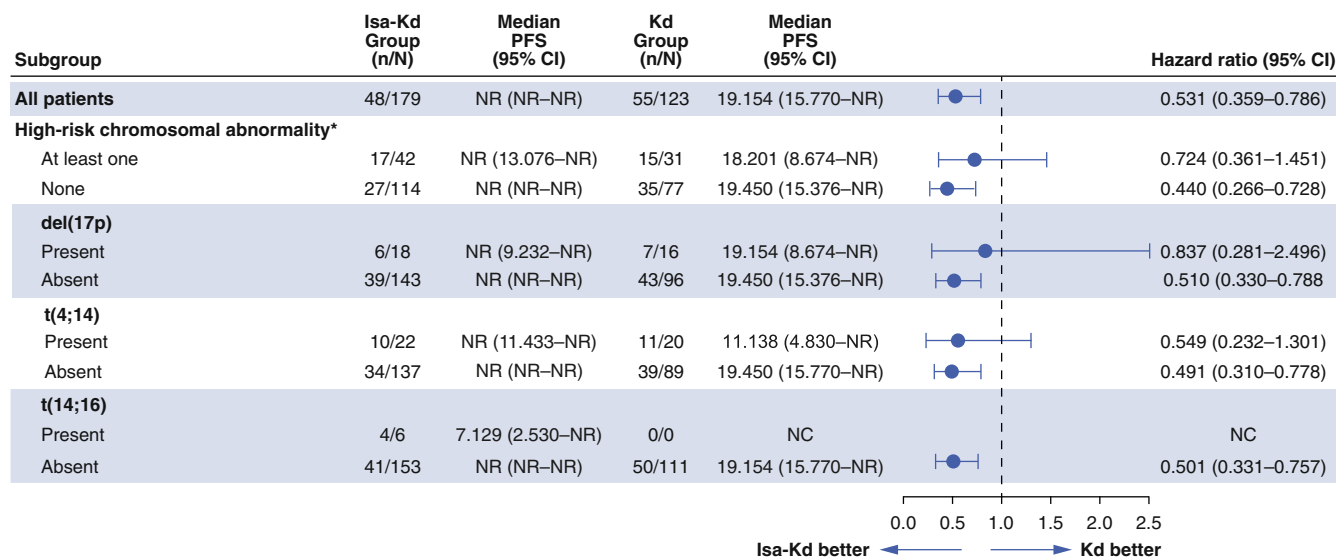 Subgroup Isa-Kd Group (n/N) Median PFS (95% CI) Kd Group (n/N) Median PFS (95% CI) Hazard ratio (95% CI)
All patients 48/179 NR (NR–NR) 55/123 19.154 (15.770–NR) 0.531 (0.359–0.786)
High-risk chromosomal abnormality*
At least one 17/42 NR (13.076–NR) 15/31 18.201 (8.674–NR) 0.724 (0.361–1.451)
None 27/114 NR (NR–NR) 35/77 19.450 (15.376–NR) 0.440 (0.266–0.728)
del(17p)
Present 6/18 NR (9.232–NR) 7/16 19.154 (8.674–NR) 0.837 (0.281–2.496)
Absent 39/143 NR (NR–NR) 43/96 19.450 (15.376–NR) 0.510 (0.330–0.788
t(4;14)
Present 10/22 NR (11.433–NR) 11/20 11.138 (4.830–NR) 0.549 (0.232–1.301)
Absent 34/137 NR (NR–NR) 39/89 19.450 (15.770–NR) 0.491 (0.310–0.778)
t(14;16)
Present 4/6 7.129 (2.530–NR) 0/0 NC NC
Absent 41/153 NR (NR–NR) 50/111 19.154 (15.770–NR) 0.501 (0.331–0.757)
0.0 0.5 1.0 1.5 2.0 2.5
Isa-Kd better Kd better